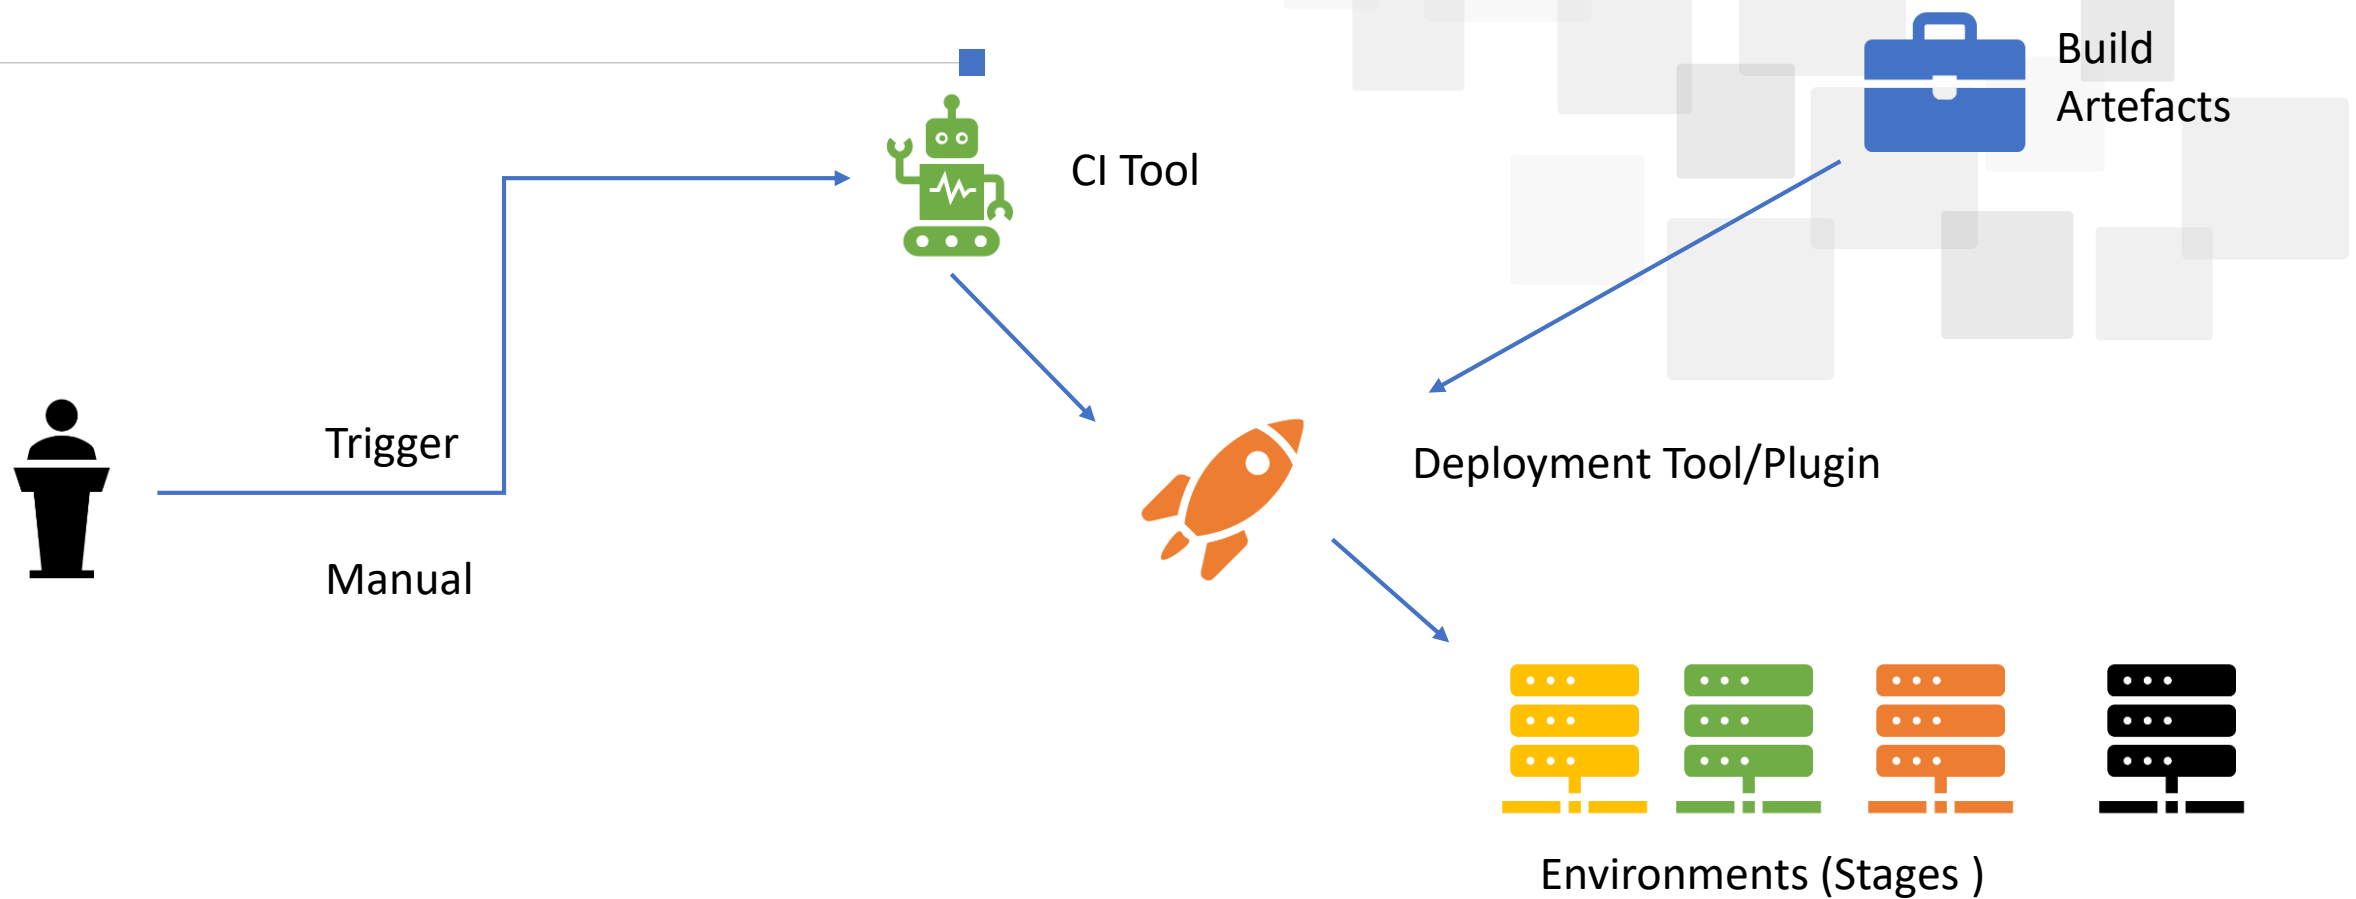 Build
Artefacts
CI Tool
Trigger
Deployment Tool/Plugin
Manual
Environments (Stages )